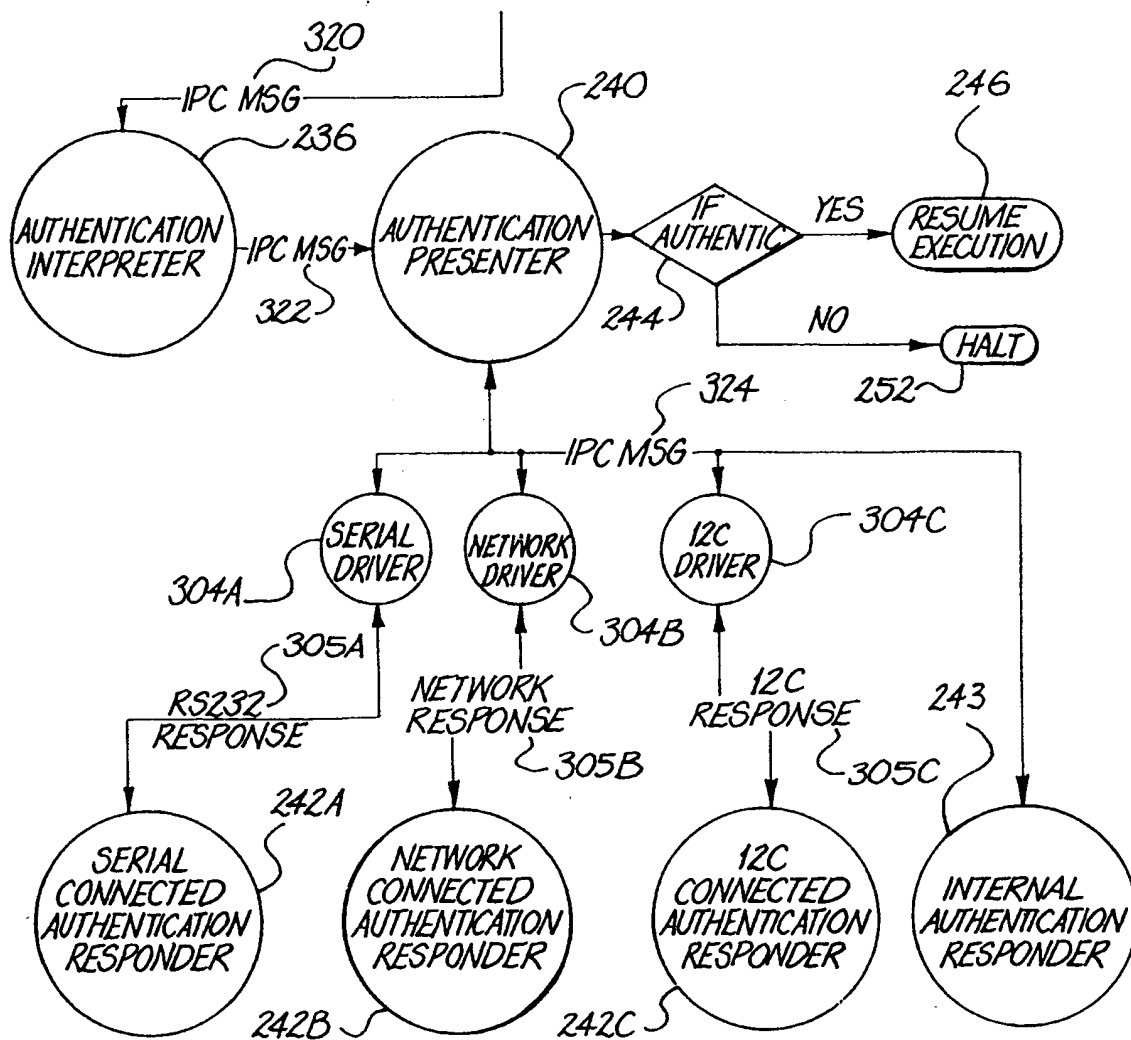 320
IPC MSG
236
AUTHENTICATION
INTERPRETER
IPC MSG
322
240
AUTHENTICATION
PRESENTER
IF
AUTHENTIC
244
YES
246
RESUME
EXECUTION
NO
HALT
252
324
IPC MSG
SERIAL
DRIVER
304A
NETWORK
DRIVER
304B
12C
DRIVER
304C
305A
RS232
RESPONSE
NETWORK
RESPONSE
305B
12C
RESPONSE
305C
243
242A
SERIAL
CONNECTED
AUTHENTICATION
RESPONDER
NETWORK
CONNECTED
AUTHENTICATION
RESPONDER
242B
12C
CONNECTED
AUTHENTICATION
RESPONDER
242C
INTERNAL
AUTHENTICATION
RESPONDER